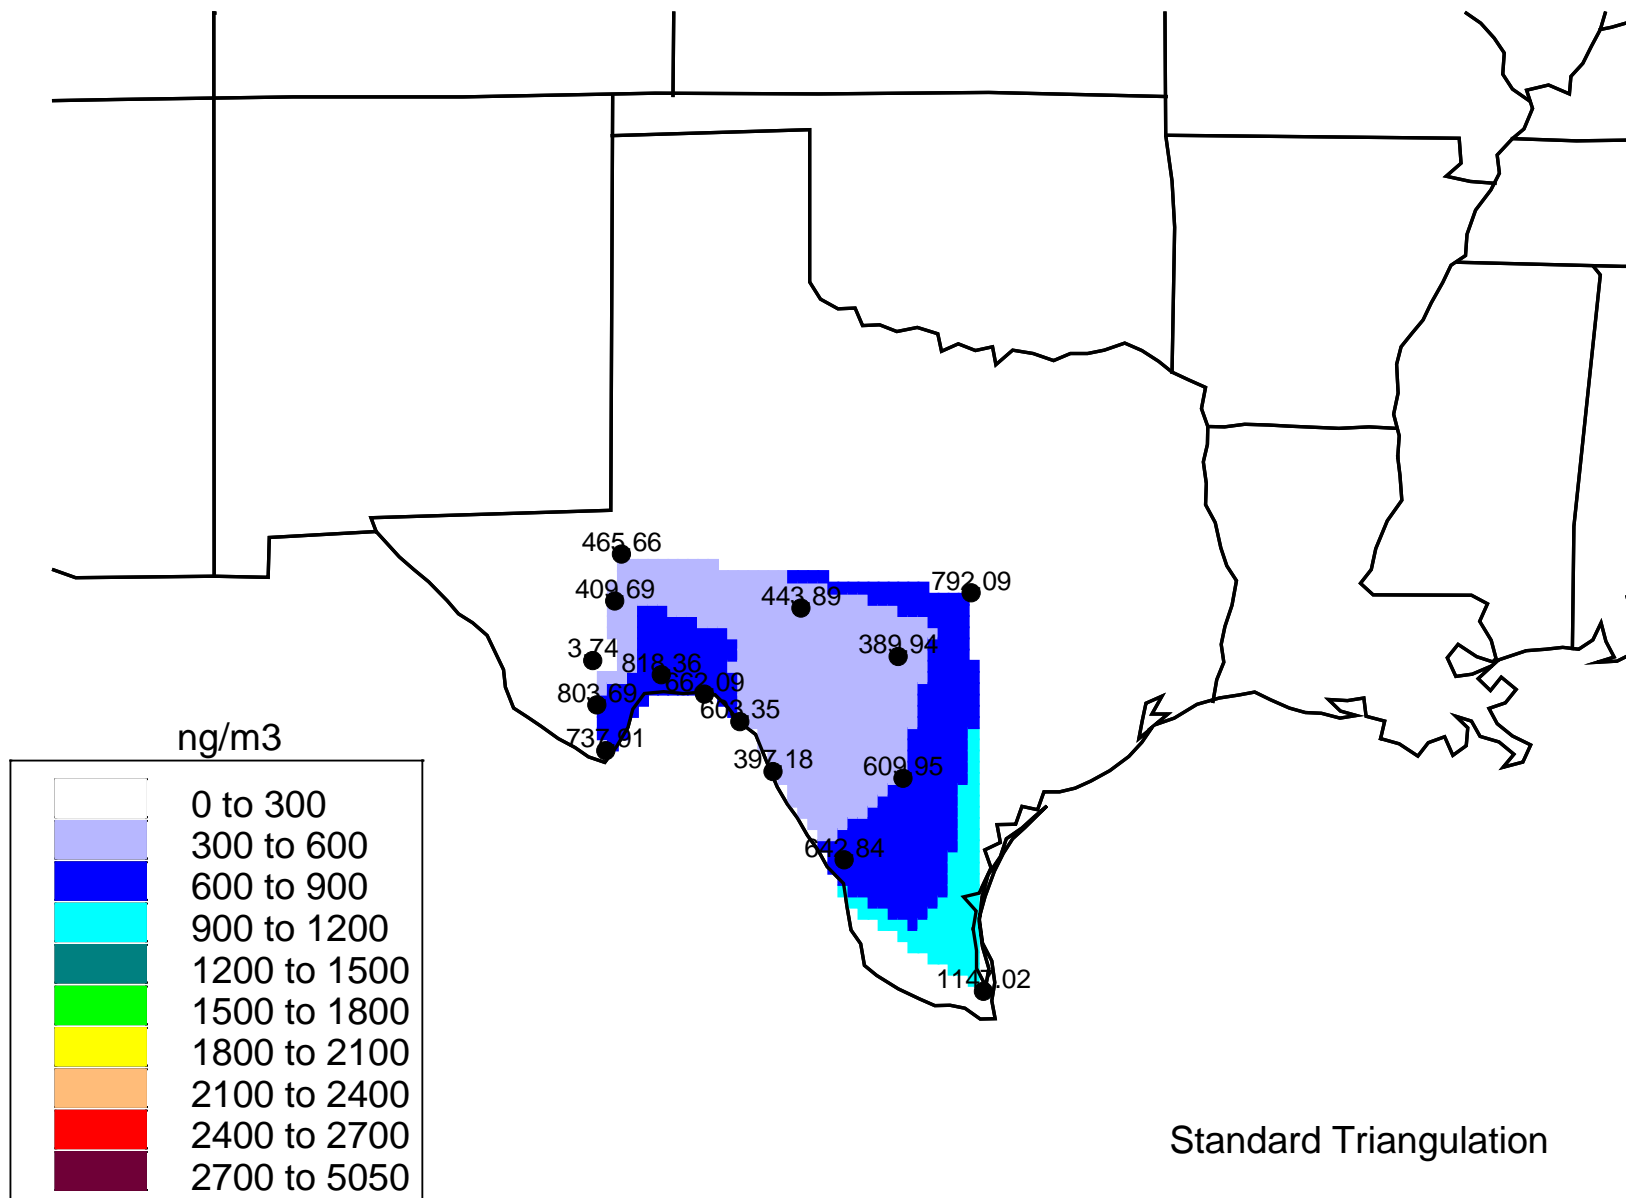 465.66
409.69
443.89
792.09
3.74
818.36
389.94
803.69
662.09
603.35
737.91
397.18
609.95
642.84
1147.02
ng/m3
0 to 300
300 to 600
600 to 900
900 to 1200
1200 to 1500
1500 to 1800
1800 to 2100
2100 to 2400
2400 to 2700
2700 to 5050
Standard Triangulation